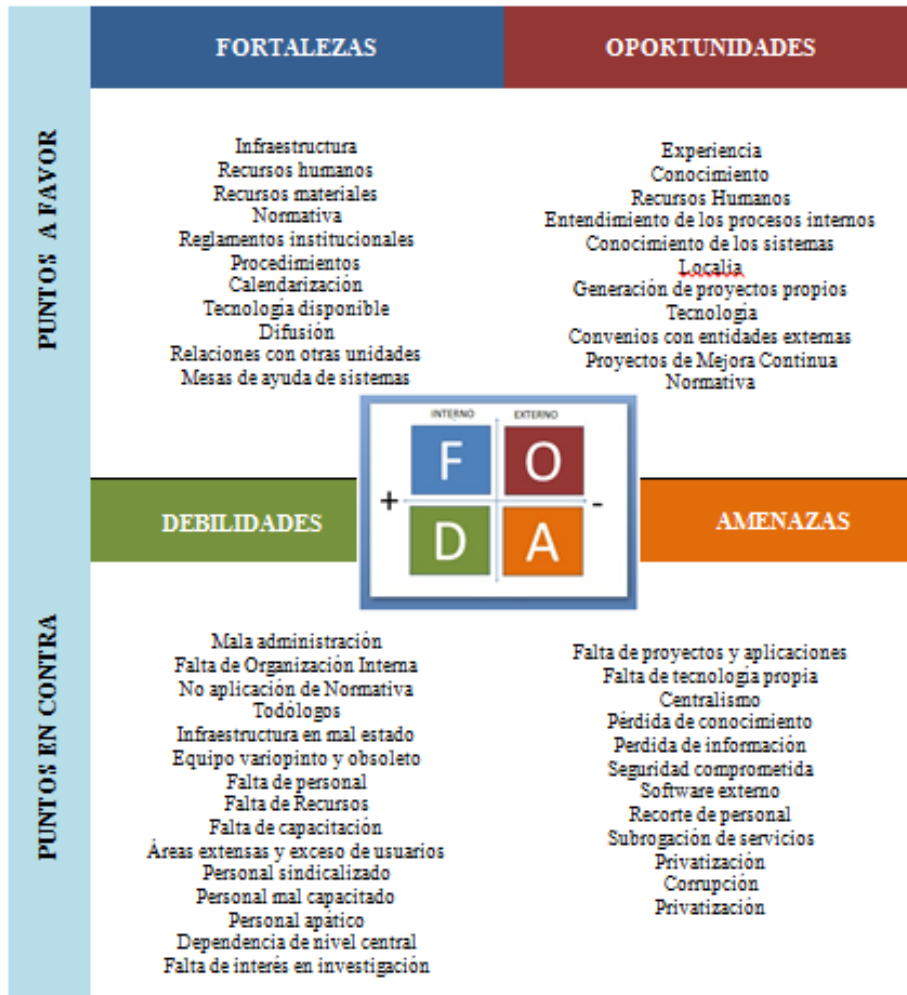 FORTALEZAS
OPORTUNIDADES
PUNTOS A FAVOR
Infraestructura
Recursos humanos
Recursos materiales
Normativa
Reglamentos institucionales
Procedimientos
Calendarización
Tecnología disponible
Difusión
Relaciones con otras unidades
Mesas de ayuda de sistemas
Experiencia
Conocimiento
Recursos Humanos
Entendimiento de los procesos internos
Conocimiento de los sistemas
Localia
Generación de proyectos propios
Tecnología
Convenios con entidades externas
Proyectos de Mejora Continua
Normativa
INTERNO
EXTERNO
F
O
+
-
D
A
DEBILIDADES
AMENAZAS
PUNTOS EN CONTRA
Mala administración
Falta de Organización Interna
No aplicación de Normativa
Todólogos
Infraestructura en mal estado
Equipo variopinto y obsoleto
Falta de personal
Falta de Recursos
Falta de capacitación
Áreas extensas y exceso de usuarios
Personal sindicalizado
Personal mal capacitado
Personal apático
Dependencia de nivel central
Falta de interés en investigación
Falta de proyectos y aplicaciones
Falta de tecnología propia
Centralismo
Pérdida de conocimiento
Perdida de información
Seguridad comprometida
Software externo
Recorte de personal
Subrogación de servicios
Privatización
Corrupción
Privatización